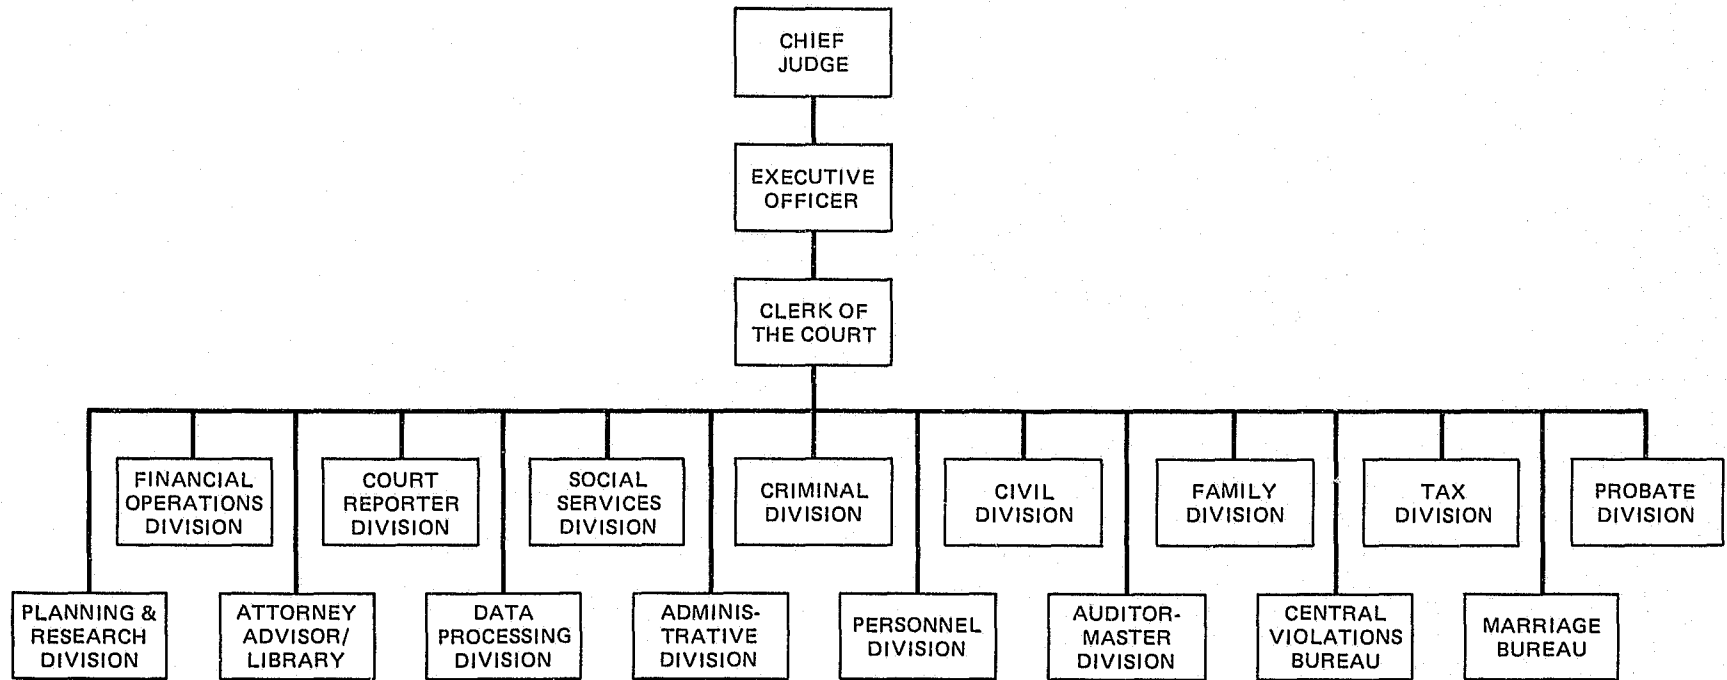 CHIEF
JUDGE
EXECUTIVE
OFFICER
CLERK OF
THE COURT
FINANCIAL
OPERATIONS
DIVISION
COURT
REPORTER
DIVISION
SOCIAL
SERVICES
DIVISION
CRIMINAL
DIVISION
CIVIL
DIVISION
FAMILY
DIVISION
TAX
DIVISION
PROBATE
DIVISION
PLANNING &
RESEARCH
DIVISION
ATTORNEY
ADVISOR/
LIBRARY
DATA
PROCESSING
DIVISION
ADMINIS-
TRATIVE
DIVISION
PERSONNEL
DIVISION
AUDITOR-
MASTER
DIVISION
CENTRAL
VIOLATIONS
BUREAU
MARRIAGE
BUREAU